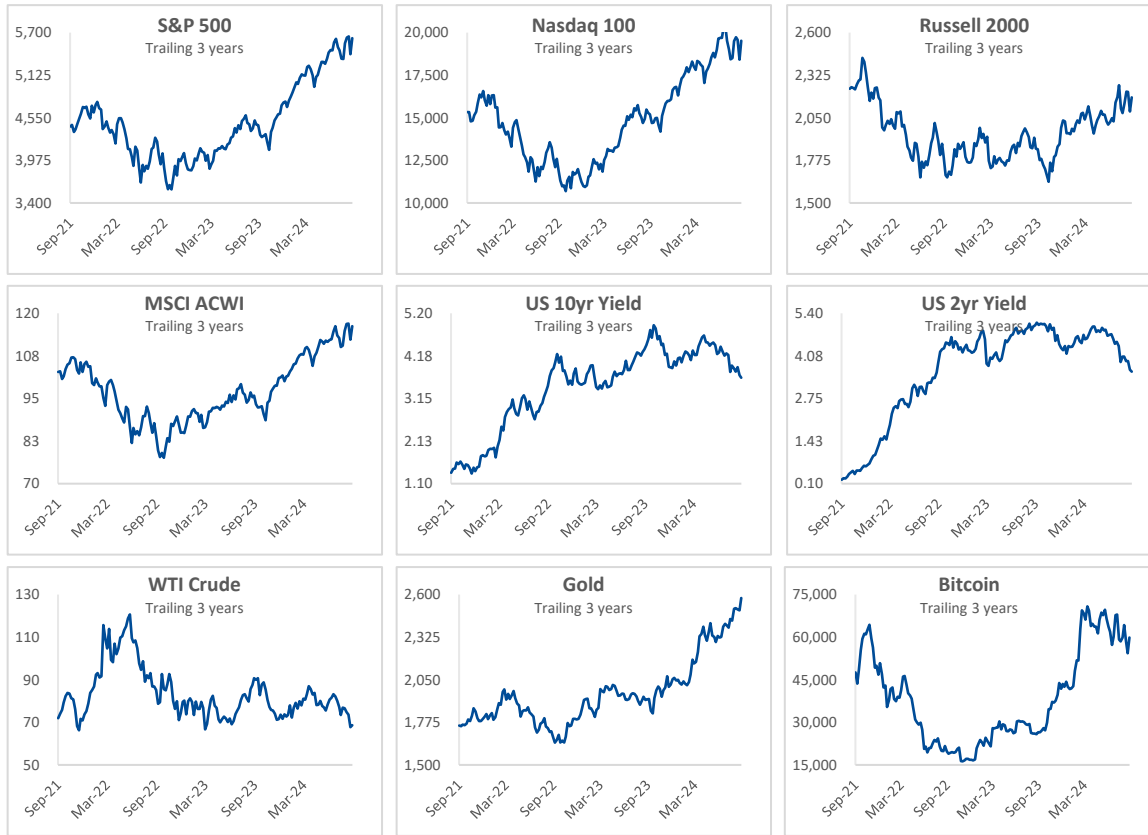 S&P 500
Trailing 3 years
5,700
5,125
4,550
3,975
3,400
Sep-21
Mar-22
Sep-22
Mar-23
Sep-23
Mar-24
Nasdaq 100
Trailing 3 years
20,000
17,500
15,000
12,500
10,000
Sep-21
Mar-22
Sep-22
Mar-23
Sep-23
Mar-24
Russell 2000
Trailing 3 years
2,600
2,325
2,050
1,775
1,500
Sep-21
Mar-22
Sep-22
Mar-23
Sep-23
Mar-24
MSCI ACWI
Trailing 3 years
120
108
95
83
70
Sep-21
Mar-22
Sep-22
Mar-23
Sep-23
Mar-24
US 10yr Yield
Trailing 3 years
5.20
4.18
3.15
2.13
1.10
Sep-21
Mar-22
Sep-22
Mar-23
Sep-23
Mar-24
US 2yr Yield
Trailing 3 years
5.40
4.08
2.75
1.43
0.10
Sep-21
Mar-22
Sep-22
Mar-23
Sep-23
Mar-24
WTI Crude
Trailing 3 years
130
110
90
70
50
Sep-21
Mar-22
Sep-22
Mar-23
Sep-23
Mar-24
Gold
Trailing 3 years
2,600
2,325
2,050
1,775
1,500
Sep-21
Mar-22
Sep-22
Mar-23
Sep-23
Mar-24
Bitcoin
Trailing 3 years
75,000
60,000
45,000
30,000
15,000
Sep-21
Mar-22
Sep-22
Mar-23
Sep-23
Mar-24